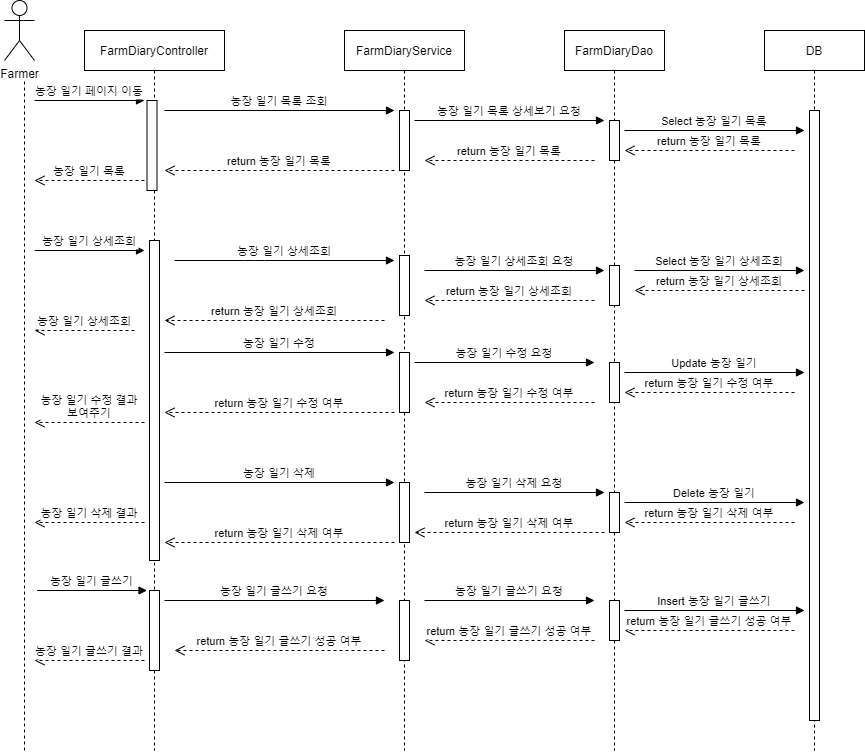 Farmer
FarmDiaryController
FarmDiaryService
FarmDiaryDao
DB
농장 일기 페이지 이동
농장 일기 목록 조회
농장 일기 목록 상세보기 요청
Select 농장 일기 목록
return 농장 일기 목록
return 농장 일기 목록
return 농장 일기 목록
농장 일기 목록
농장 일기 상세조회
농장 일기 상세조회
농장 일기 상세조회 요청
Select 농장 일기 상세조회
return 농장 일기 상세조회
return 농장 일기 상세조회
return 농장 일기 상세조회
농장 일기 상세조회
농장 일기 수정
농장 일기 수정 요청
Update 농장 일기
return 농장 일기 수정 여부
return 농장 일기 수정 여부
return 농장 일기 수정 여부
농장 일기 수정 결과
보여주기
농장 일기 삭제
농장 일기 삭제 요청
Delete 농장 일기
return 농장 일기 삭제 여부
return 농장 일기 삭제 여부
return 농장 일기 삭제 여부
농장 일기 삭제 결과
농장 일기 글쓰기
농장 일기 글쓰기 요청
농장 일기 글쓰기 요청
Insert 농장 일기 글쓰기
return 농장 일기 글쓰기 성공 여부
return 농장 일기 글쓰기 성공 여부
return 농장 일기 글쓰기 성공 여부
농장 일기 글쓰기 결과